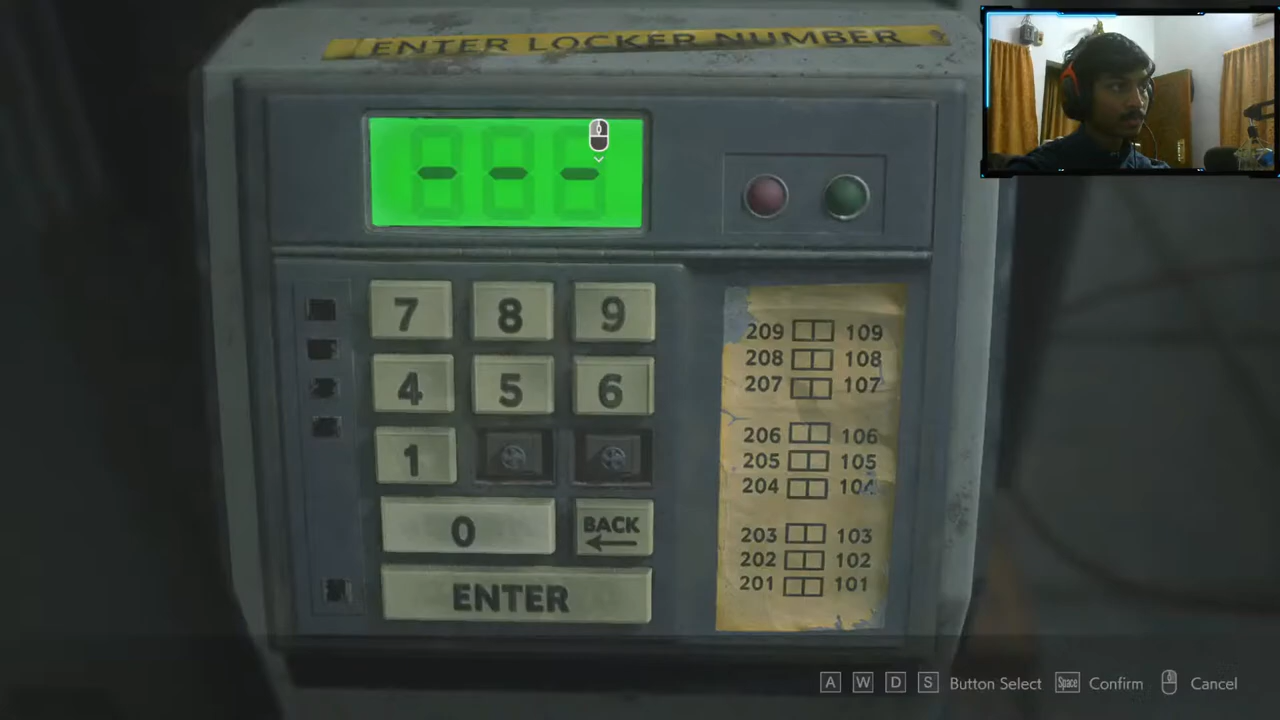 ENTER LOCKER NUMBER
---
7 8 9
4 5 6
1
0 BACK
ENTER
209 109
208 108
207 107
206 106
205 105
204 104
203 103
202 102
201 101
A W D S Button Select Space Confirm Cancel